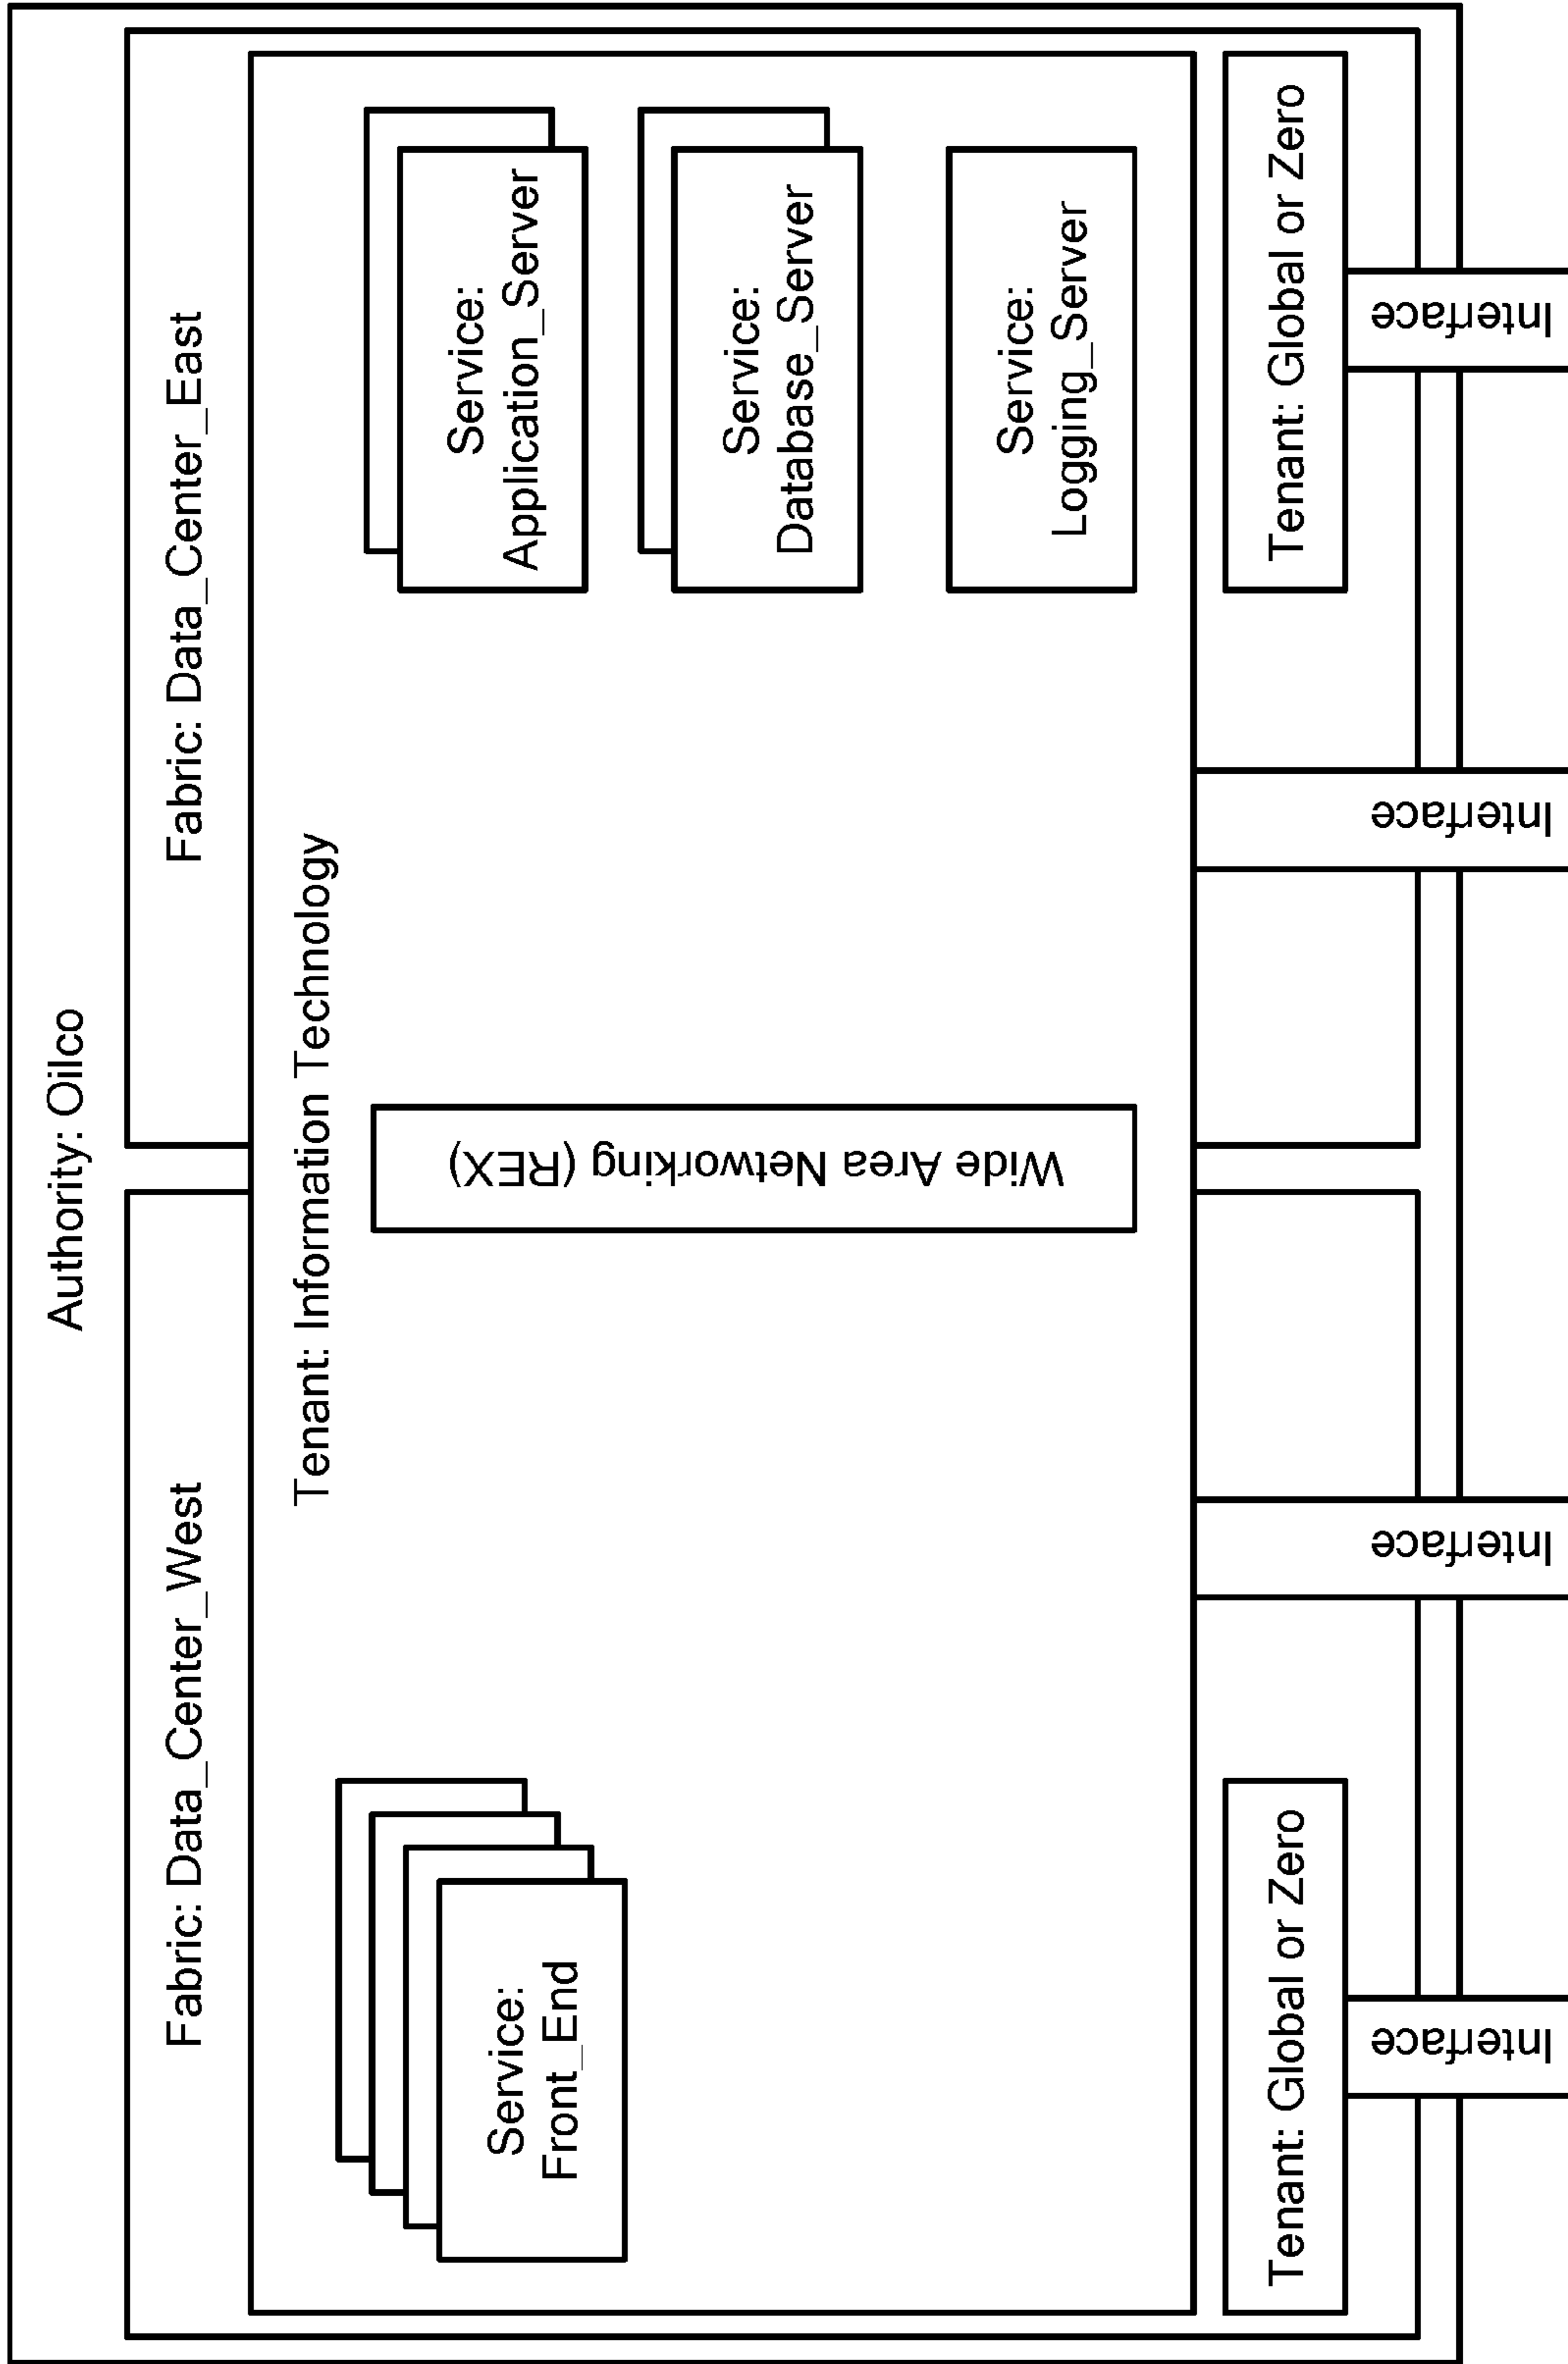 Authority: Oilco
Fabric: Data_Center_West
Fabric: Data_Center_East
Tenant: Information Technology
Service:
Front_End
Wide Area Networking (REX)
Service:
Application_Server
Service:
Database_Server
Service:
Logging_Server
Tenant: Global or Zero
Tenant: Global or Zero
Interface
Interface
Interface
Interface